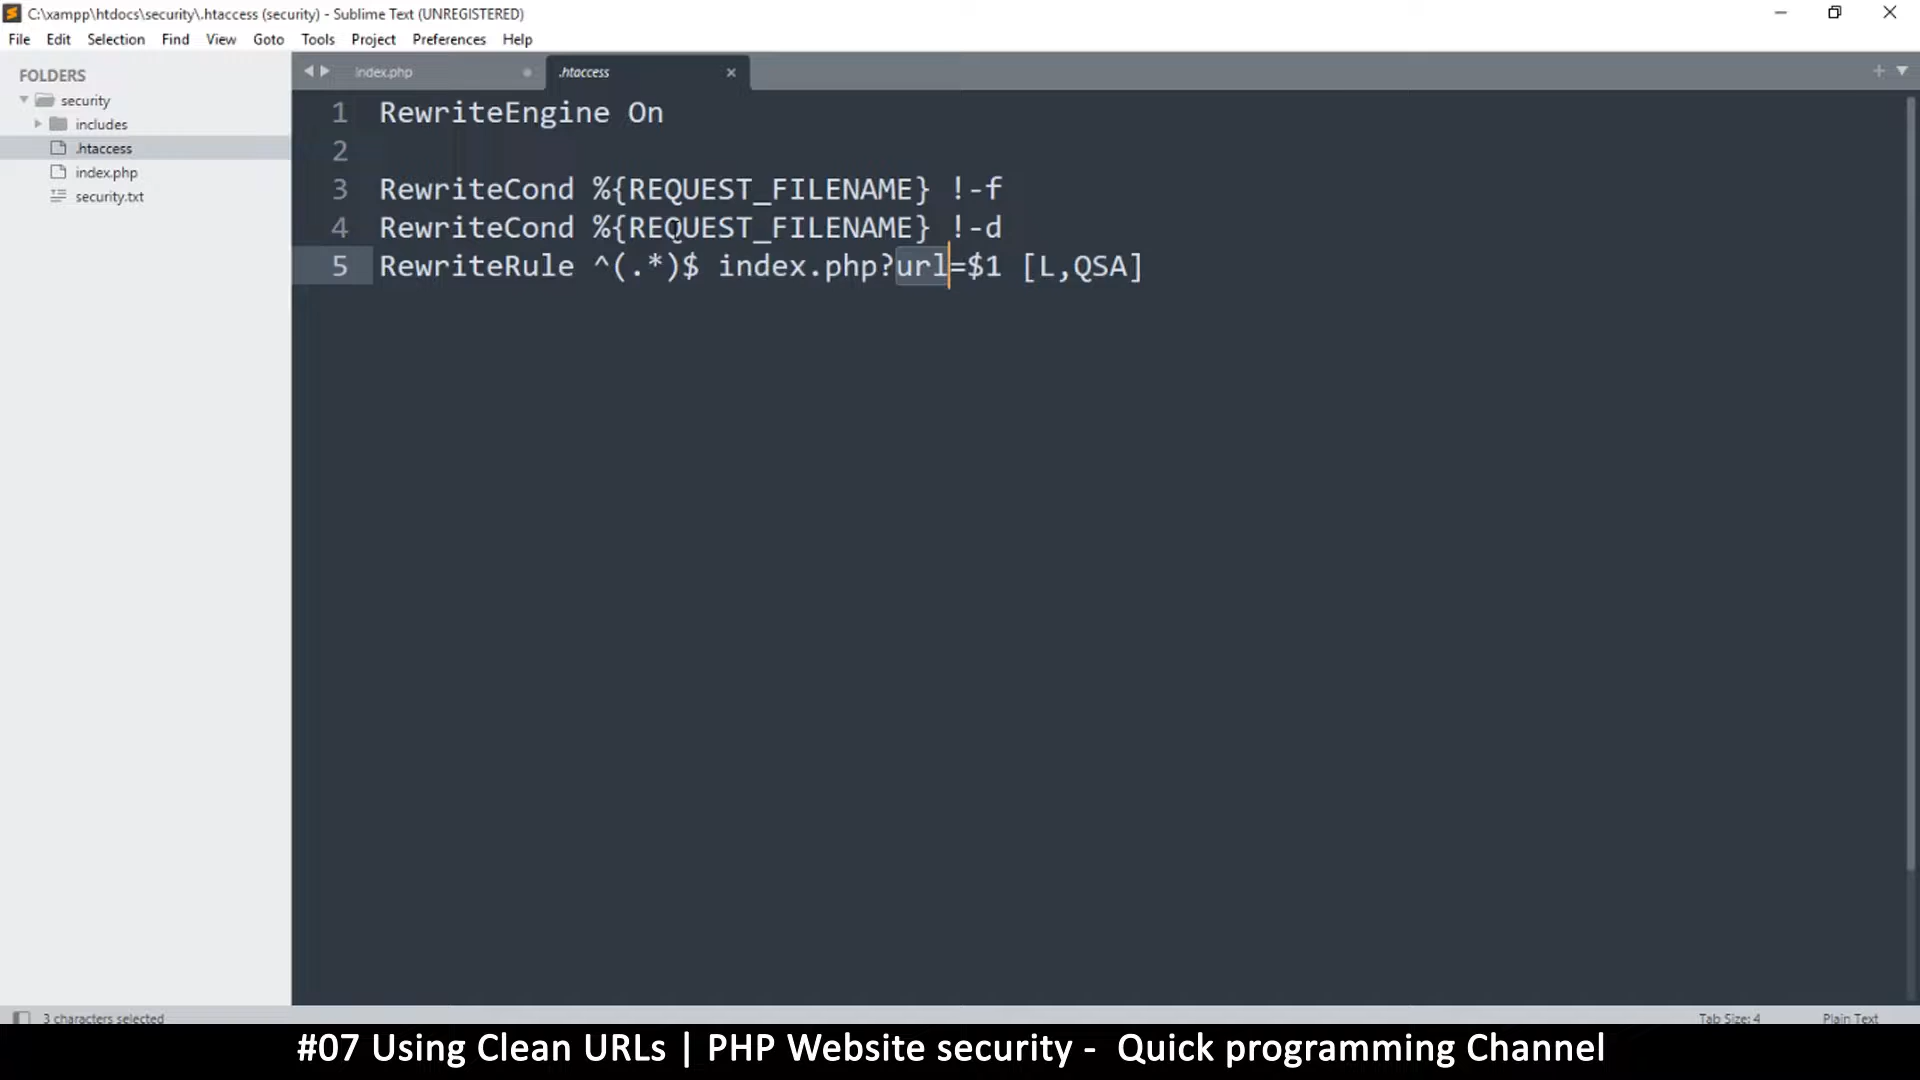 C:\xampp\htdocs\security\.htaccess (security) - Sublime Text (UNREGISTERED)
File Edit Selection Find View Goto Tools Project Preferences Help
FOLDERS
security
includes
.htaccess
index.php
security.txt
index.php
.htaccess
1 RewriteEngine On
2
3 RewriteCond %{REQUEST_FILENAME} !-f
4 RewriteCond %{REQUEST_FILENAME} !-d
5 RewriteRule ^(.*)$ index.php?url=$1 [L,QSA]
3 characters selected
Tab Size: 4
Plain Text
#07 Using Clean URLs | PHP Website security - Quick programming Channel